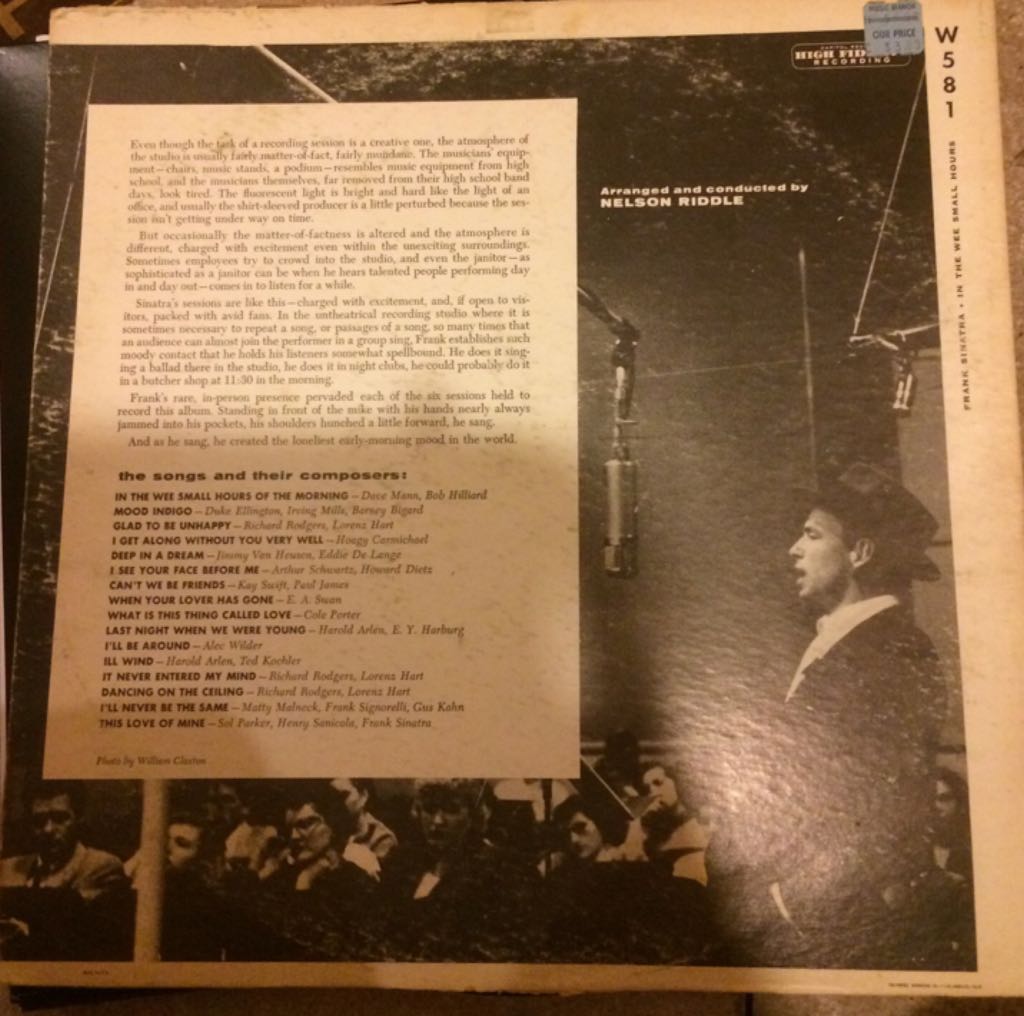 MUSIC MANOR
OUR PRICE
HIGH
RECORDING
W
5
8
1
FRANK SINATRA • IN THE WEE SMALL HOURS
Arranged and conducted by
NELSON RIDDLE
Even though the task of a recording session is a creative one, the atmosphere of
the studio is usually fairly matter-of-fact, fairly mundane. The musicians' equip-
ment—chairs, music stands, a podium—resembles music equipment from high
school, and the musicians themselves, far removed from their high school band
days, look tired. The fluorescent light is bright and hard like the light of an
office, and usually the shirt-sleeved producer is a little perturbed because the ses-
sion isn't getting under way on time.
But occasionally the matter-of-factness is altered and the atmosphere is
different, charged with excitement even within the unexciting surroundings.
Sometimes employees try to crowd into the studio, and even the janitor—as
sophisticated as a janitor can be when he hears talented people performing day
in and day out—comes in to listen for a while.
Sinatra's sessions are like this—charged with excitement, and, if open to vis-
itors, packed with avid fans. In the untheatrical recording studio where it is
sometimes necessary to repeat a song, or passages of a song, so many times that
an audience can almost join the performer in a group sing, Frank establishes such
moody contact that he holds his listeners somewhat spellbound. He does it sing-
ing a ballad there in the studio, he does it in night clubs, he could probably do it
in a butcher shop at 11:30 in the morning.
Frank's rare, in-person presence pervaded each of the six sessions held to
record this album. Standing in front of the mike with his hands nearly always
jammed into his pockets, his shoulders hunched a little forward, he sang.
And as he sang, he created the loneliest early-morning mood in the world.
the songs and their composers:
IN THE WEE SMALL HOURS OF THE MORNING—Dave Mann, Bob Hilliard
MOOD INDIGO—Duke Ellington, Irving Mills, Barney Bigard
GLAD TO BE UNHAPPY—Richard Rodgers, Lorenz Hart
I GET ALONG WITHOUT YOU VERY WELL—Hoagy Carmichael
DEEP IN A DREAM—Jimmy Van Heusen, Eddie De Lange
I SEE YOUR FACE BEFORE ME—Arthur Schwartz, Howard Dietz
CAN'T WE BE FRIENDS—Kay Swift, Paul James
WHEN YOUR LOVER HAS GONE—E. A. Swan
WHAT IS THIS THING CALLED LOVE—Cole Porter
LAST NIGHT WHEN WE WERE YOUNG—Harold Arlen, E. Y. Harburg
I'LL BE AROUND—Alec Wilder
ILL WIND—Harold Arlen, Ted Koehler
IT NEVER ENTERED MY MIND—Richard Rodgers, Lorenz Hart
DANCING ON THE CEILING—Richard Rodgers, Lorenz Hart
I'LL NEVER BE THE SAME—Matty Malneck, Frank Signorelli, Gus Kahn
THIS LOVE OF MINE—Sol Parker, Henry Sanicola, Frank Sinatra
Photo by William Claxton